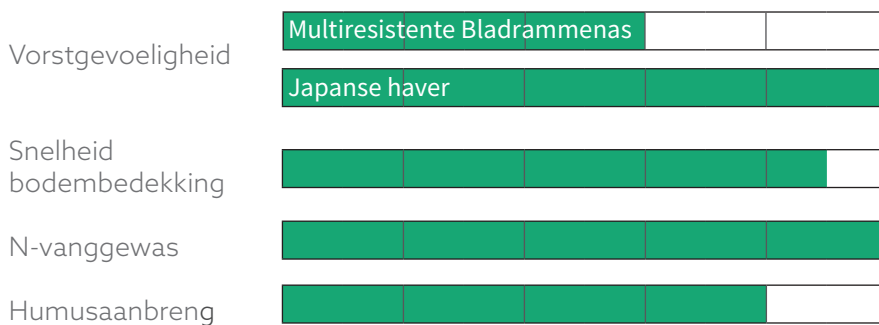 Multiresistente Bladrammenas
Vorstgevoeligheid
Japanse haver
Snelheid
bodembedekking
N-vanggewas
Humusaanbreng